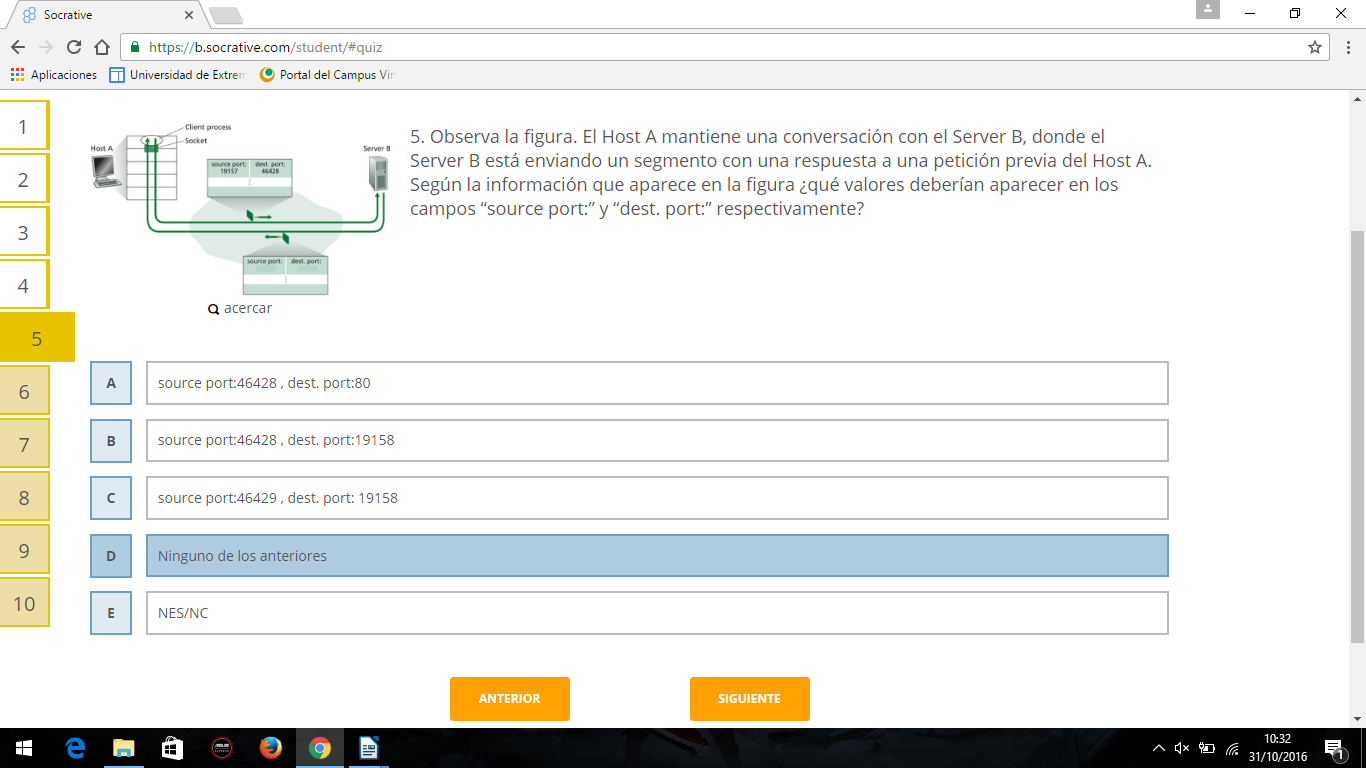 Socrative
https://b.socrative.com/student/#quiz
Aplicaciones
Universidad de Extrem
Portal del Campus Vir
1
2
3
4
5
6
7
8
9
10
Client process
Socket
Host A
Server B
source port: dest. port:
19157 46428
source port: dest. port:
acercar
5. Observa la figura. El Host A mantiene una conversación con el Server B, donde el
Server B está enviando un segmento con una respuesta a una petición previa del Host A.
Según la información que aparece en la figura ¿qué valores deberían aparecer en los
campos “source port:” y “dest. port:” respectivamente?
A source port:46428 , dest. port:80
B source port:46428 , dest. port:19158
C source port:46429 , dest. port: 19158
D Ninguno de los anteriores
E NES/NC
ANTERIOR SIGUIENTE
10:32
31/10/2016
1